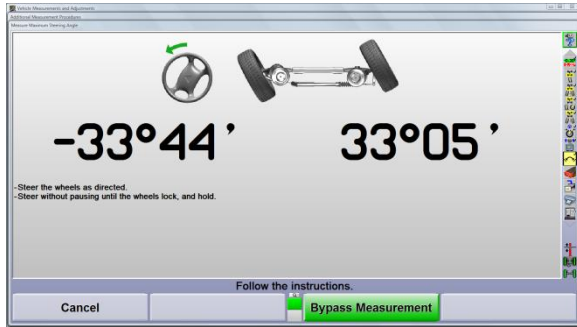 Vehicle Measurements and Adjustments
Additional Measurement Procedures
Measure Maximum Steering Angle
-33°44' 33°05'
-Steer the wheels as directed.
-Steer without pausing until the wheels lock, and hold.
Follow the instructions.
Cancel Bypass Measurement